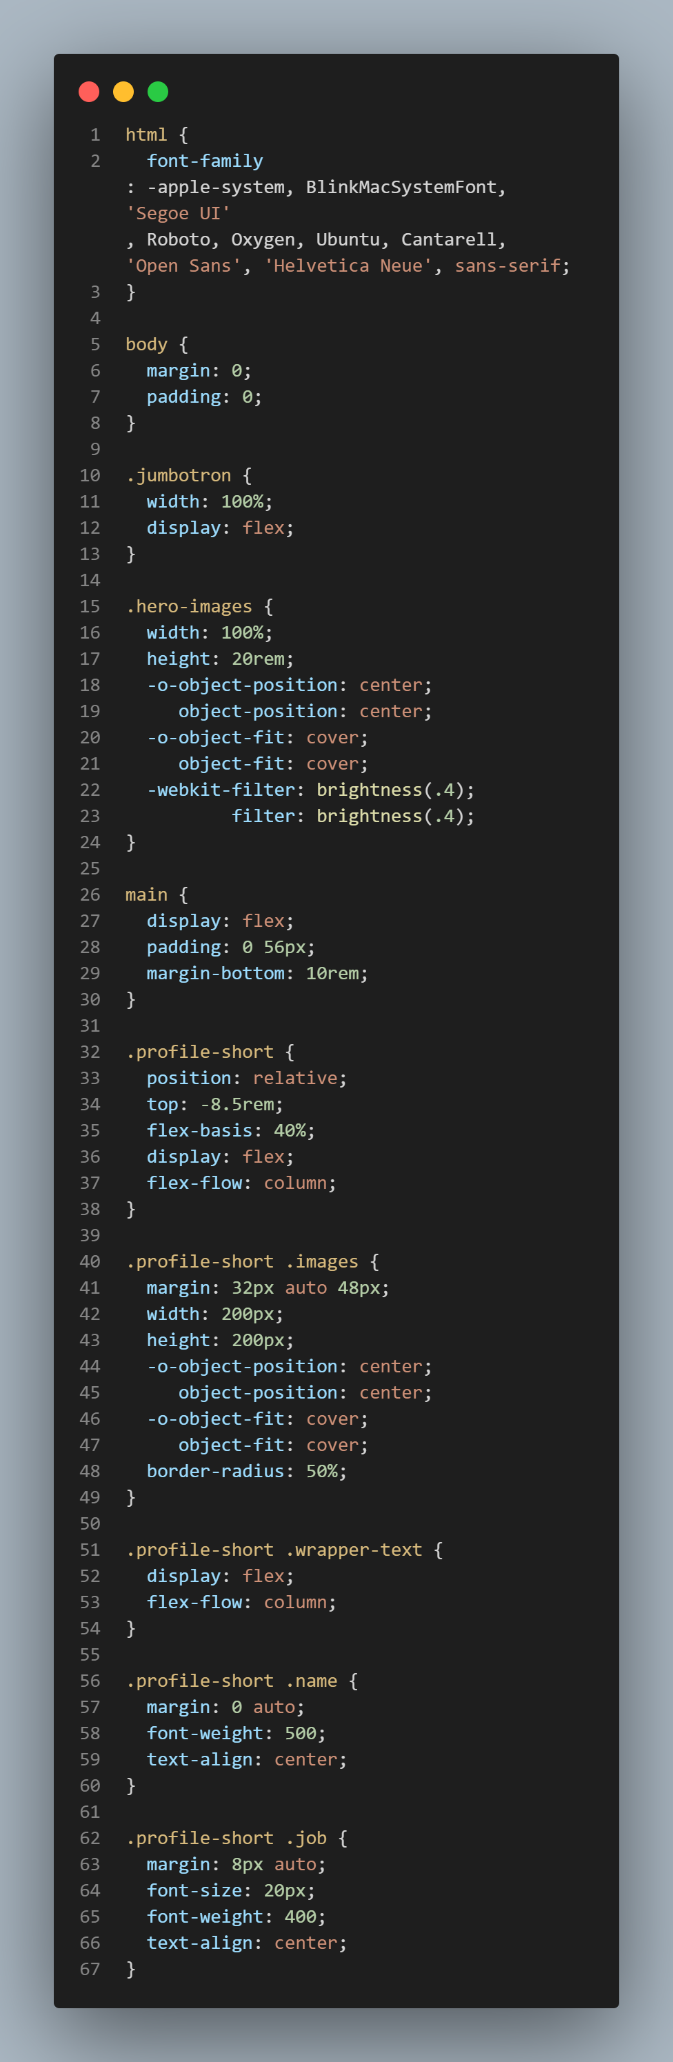 1 html {
2   font-family
: -apple-system, BlinkMacSystemFont,
'Segoe UI'
, Roboto, Oxygen, Ubuntu, Cantarell,
'Open Sans', 'Helvetica Neue', sans-serif;
3 }
4
5 body {
6   margin: 0;
7   padding: 0;
8 }
9
10 .jumbotron {
11   width: 100%;
12   display: flex;
13 }
14
15 .hero-images {
16   width: 100%;
17   height: 20rem;
18   -o-object-position: center;
19      object-position: center;
20   -o-object-fit: cover;
21      object-fit: cover;
22   -webkit-filter: brightness(.4);
23           filter: brightness(.4);
24 }
25
26 main {
27   display: flex;
28   padding: 0 56px;
29   margin-bottom: 10rem;
30 }
31
32 .profile-short {
33   position: relative;
34   top: -8.5rem;
35   flex-basis: 40%;
36   display: flex;
37   flex-flow: column;
38 }
39
40 .profile-short .images {
41   margin: 32px auto 48px;
42   width: 200px;
43   height: 200px;
44   -o-object-position: center;
45      object-position: center;
46   -o-object-fit: cover;
47      object-fit: cover;
48   border-radius: 50%;
49 }
50
51 .profile-short .wrapper-text {
52   display: flex;
53   flex-flow: column;
54 }
55
56 .profile-short .name {
57   margin: 0 auto;
58   font-weight: 500;
59   text-align: center;
60 }
61
62 .profile-short .job {
63   margin: 8px auto;
64   font-size: 20px;
65   font-weight: 400;
66   text-align: center;
67 }